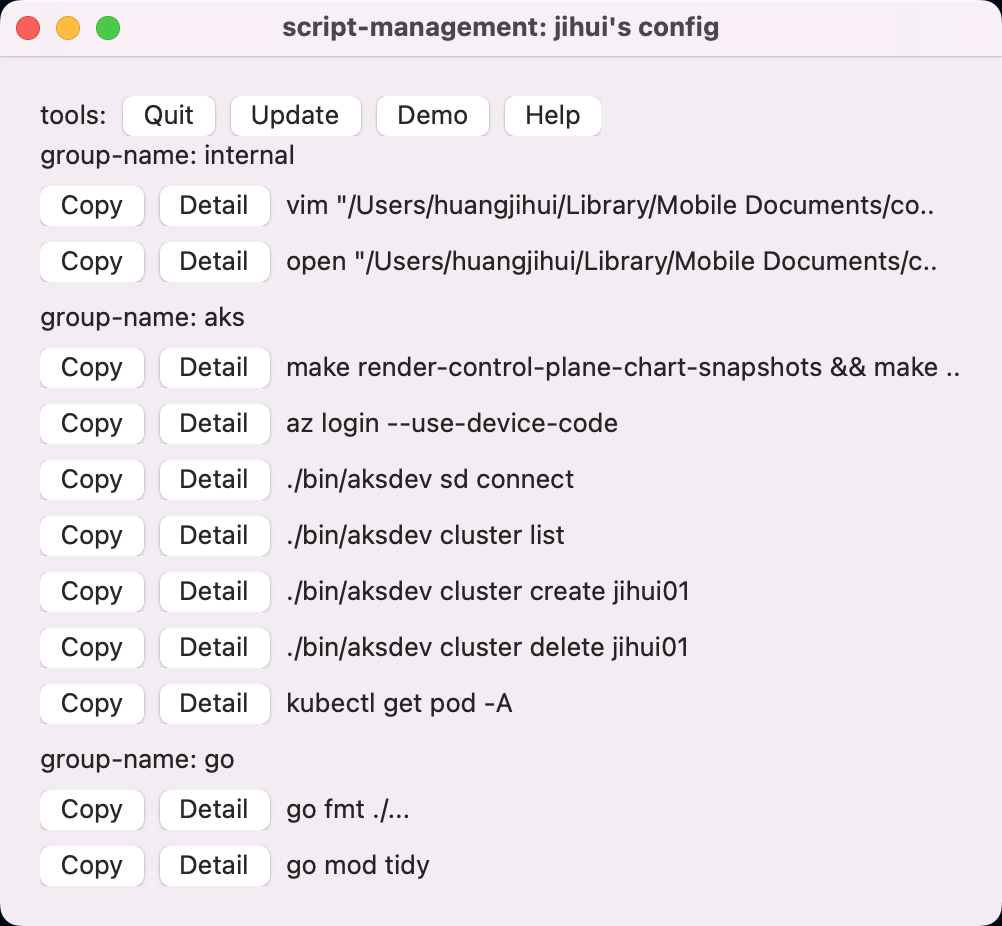 script-management: jihui's config
tools: Quit Update Demo Help
group-name: internal
Copy Detail vim "/Users/huangjihui/Library/Mobile Documents/co..
Copy Detail open "/Users/huangjihui/Library/Mobile Documents/c..
group-name: aks
Copy Detail make render-control-plane-chart-snapshots && make ..
Copy Detail az login --use-device-code
Copy Detail ./bin/aksdev sd connect
Copy Detail ./bin/aksdev cluster list
Copy Detail ./bin/aksdev cluster create jihui01
Copy Detail ./bin/aksdev cluster delete jihui01
Copy Detail kubectl get pod -A
group-name: go
Copy Detail go fmt ./...
Copy Detail go mod tidy